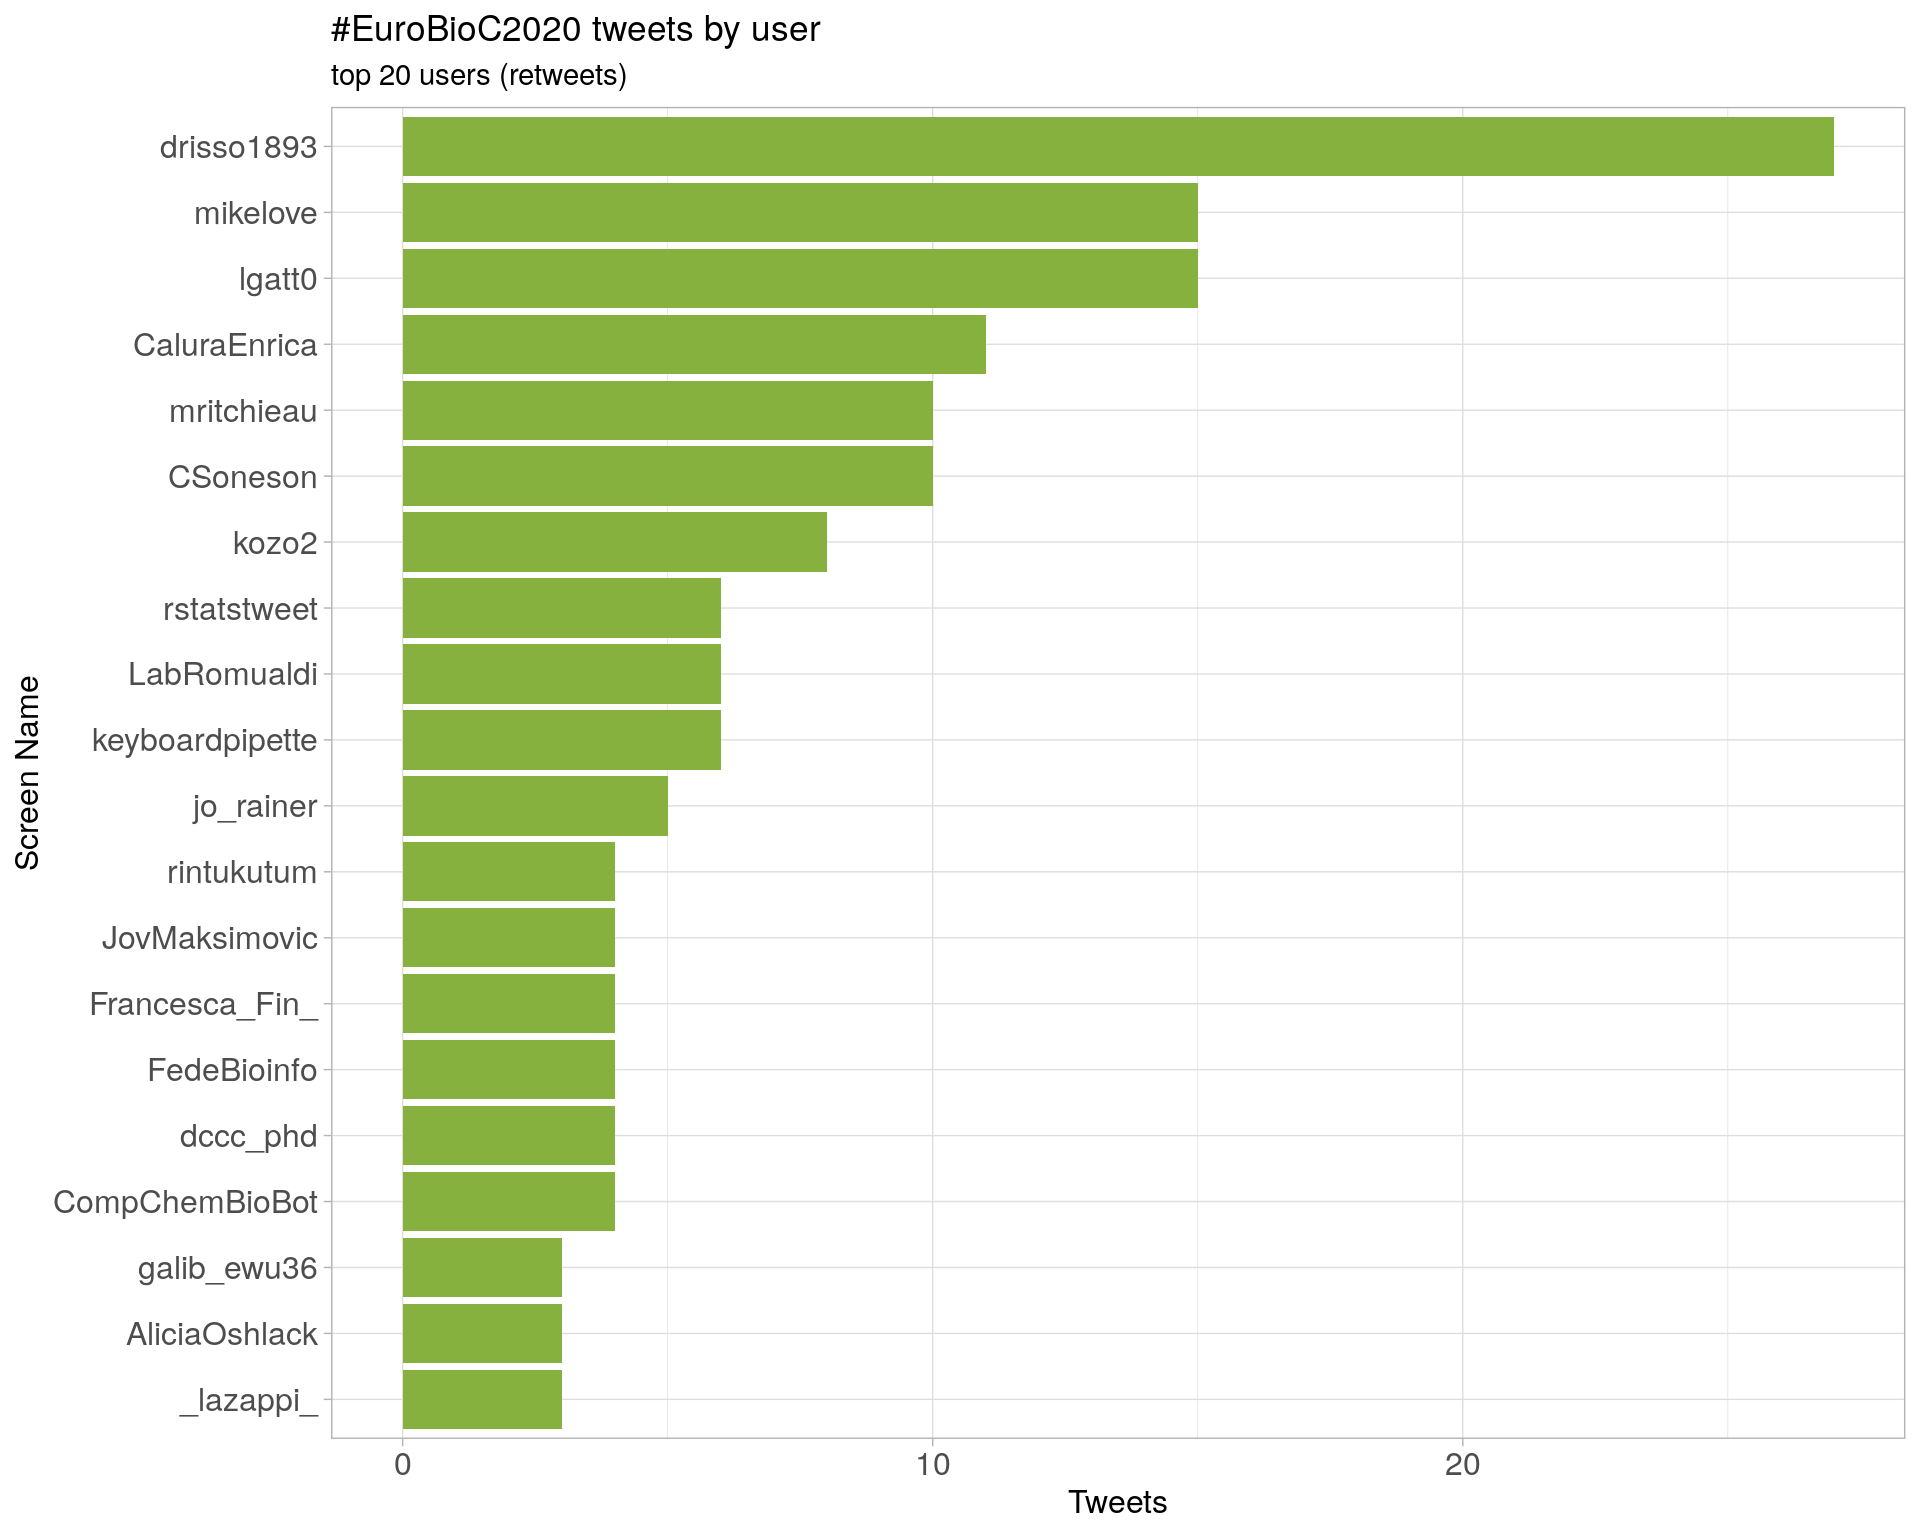 #EuroBioC2020 tweets by user
top 20 users (retweets)
drisso1893
mikelove
lgatt0
CaluraEnrica
mritchieau
CSoneson
kozo2
rstatstweet
LabRomualdi
keyboardpipette
jo_rainer
rintukutum
JovMaksimovic
Francesca_Fin_
FedeBioinfo
dccc_phd
CompChemBioBot
galib_ewu36
AliciaOshlack
_lazappi_
Screen Name
0 10 20
Tweets